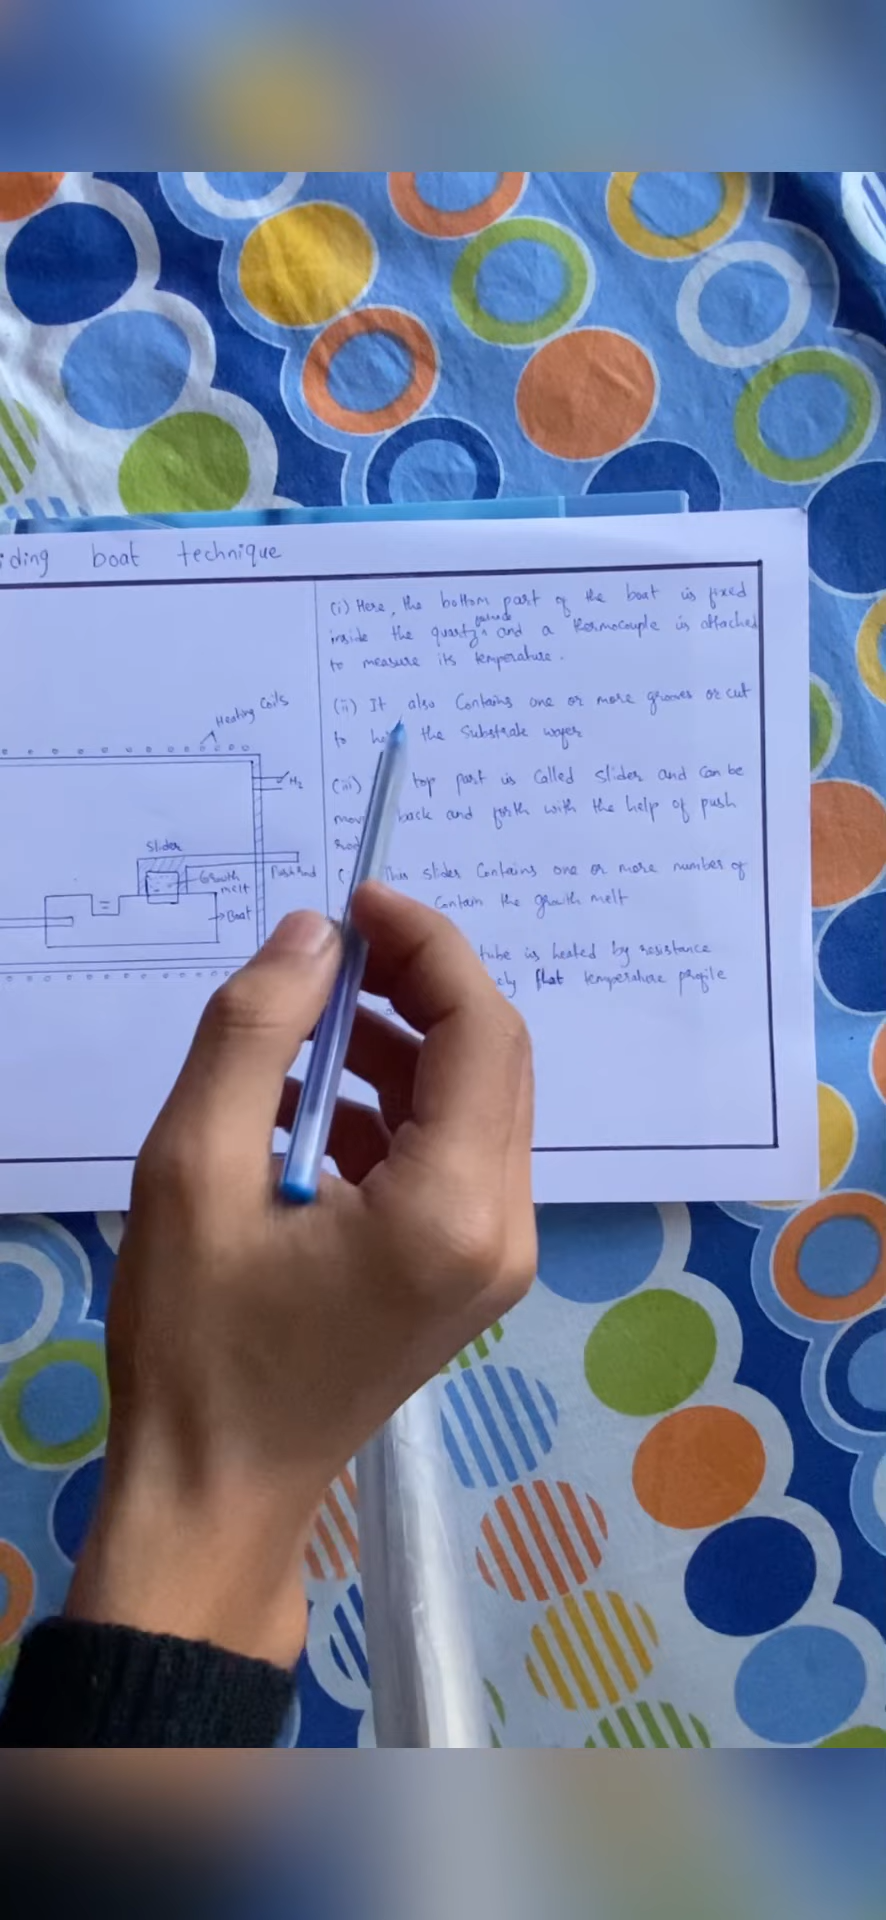 iding boat technique
(i) Here, the bottom part of the boat is fixed
inside the quartz and a thermocouple is attached
to measure its temperature.
(ii) It also Contains one or more grooves or cut
to the Substrate wafer
(iii) top part is Called Slider and Can be
back and forth with the help of push
This slider Contains one or more number of
Contain the growth melt
tube is heated by resistance
flat temperature profile
Heating Coils
H2
Slider
Growth
melt
Push rod
Boat